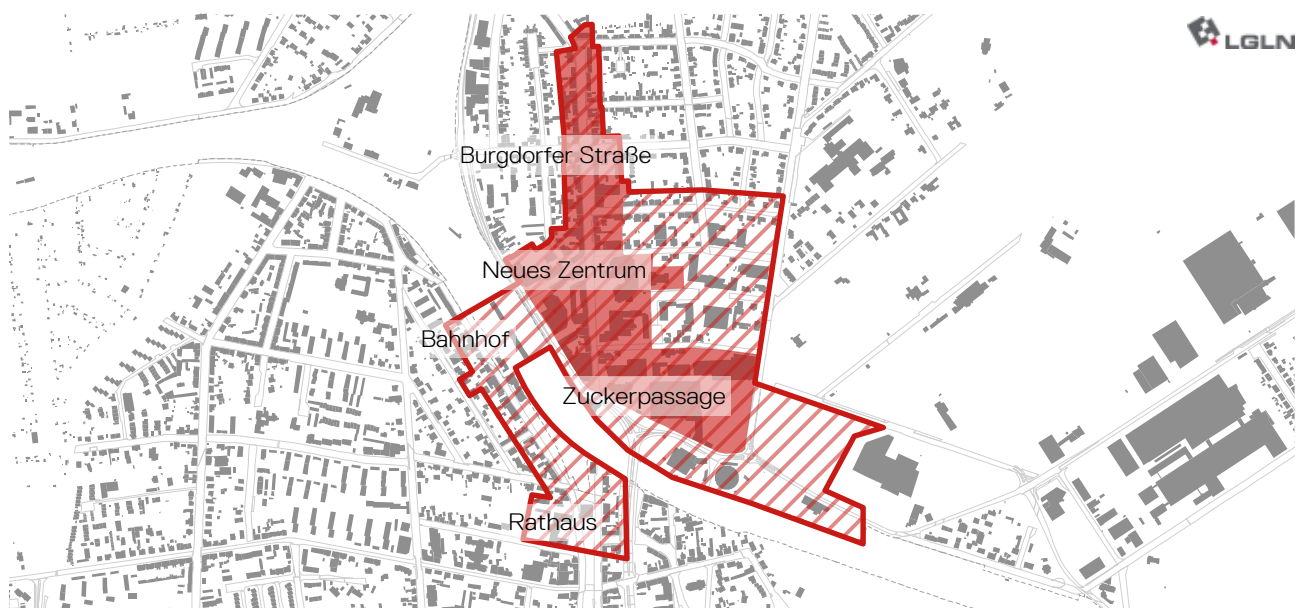 LGLN
Burgdorfer Straße
Neues Zentrum
Bahnhof
Zuckerpassage
Rathaus